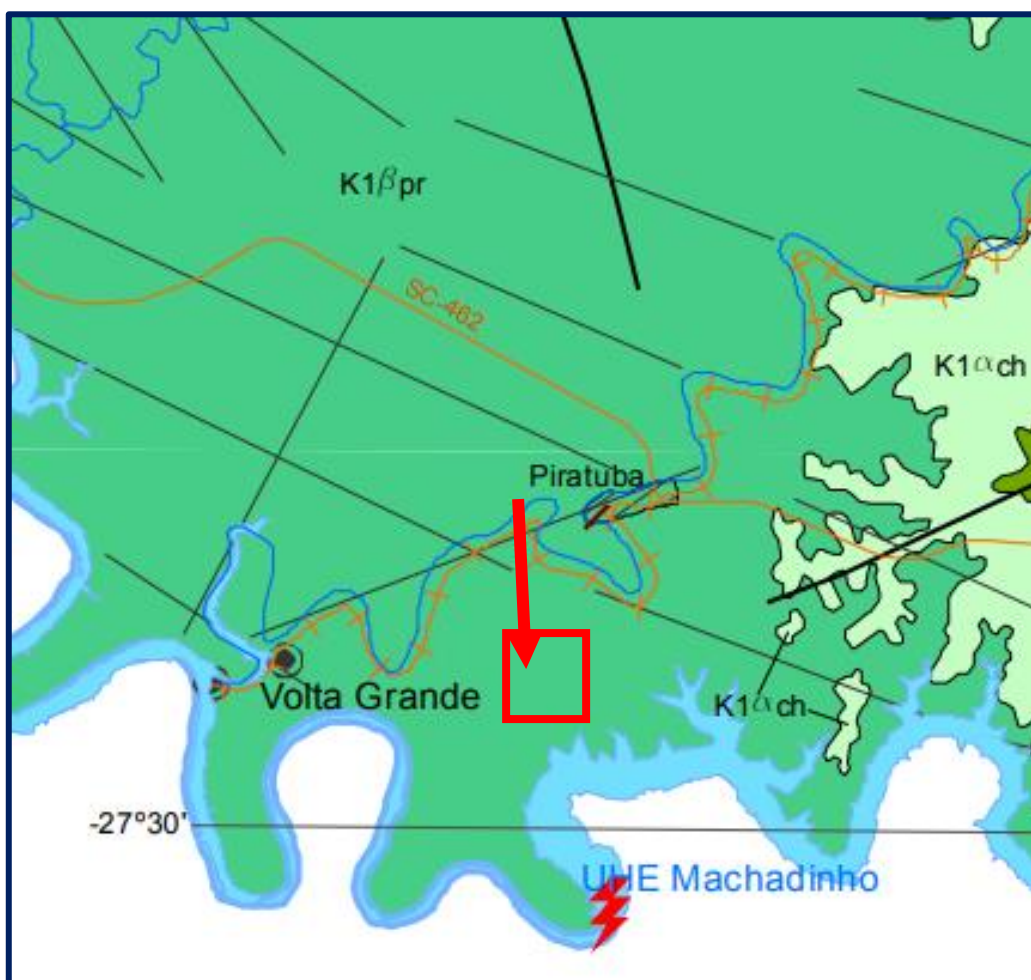 K1βpr
SC-462
K1αch
Piratuba
Volta Grande
K1αch
-27°30'
UHE Machadinho